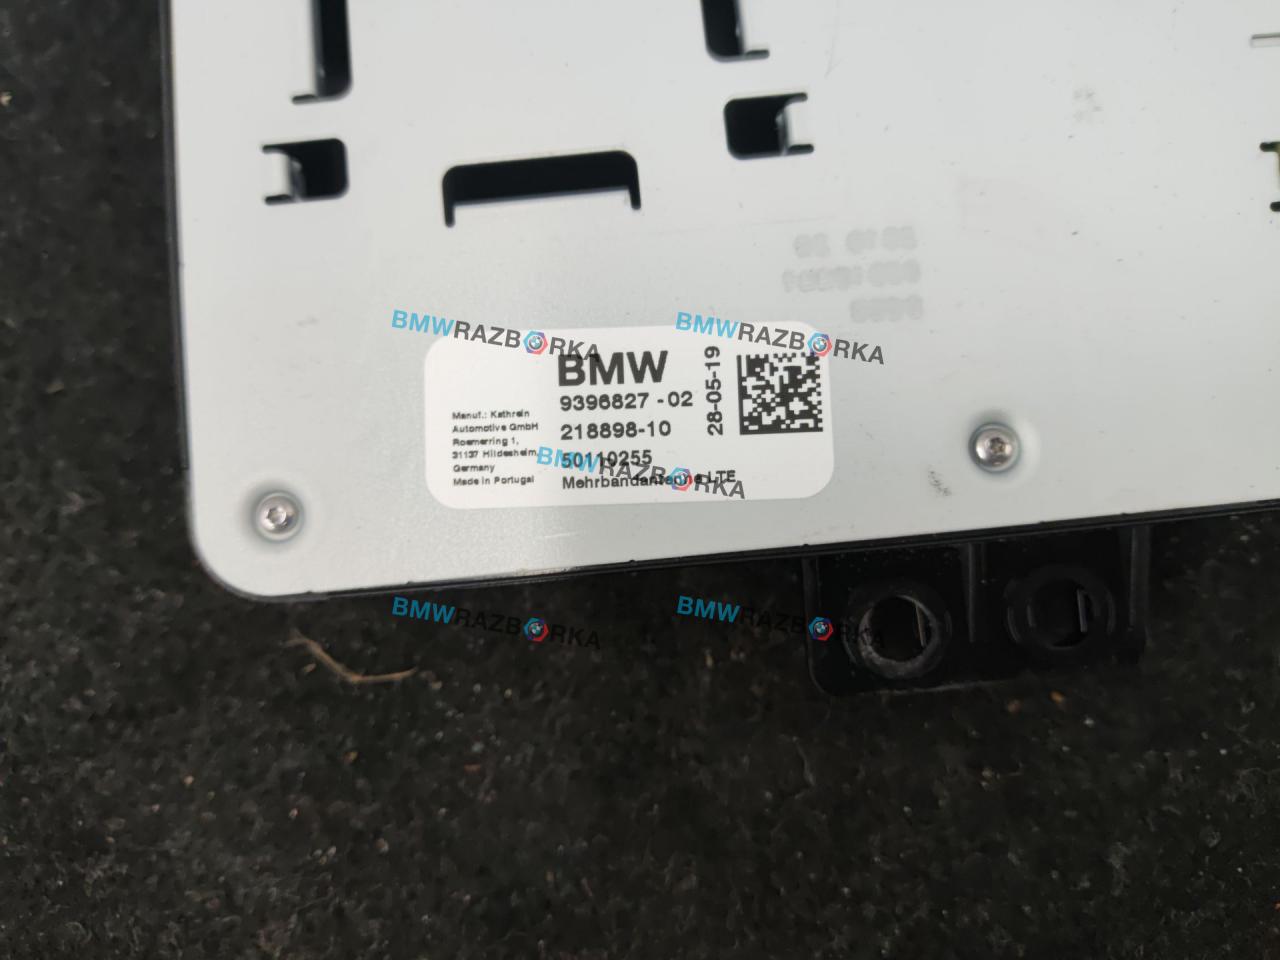 BMWRAZBORKA
BMWRAZBORKA
BMW
9396827-02
218898-10
50110255
Mehrbandantenne LTE
28-05-19
Manuf.: Kathrein
Automotive GmbH
Roemerring 1,
31137 Hildesheim,
Germany
Made in Portugal
BMWRAZBORKA
BMWRAZBORKA
BMWRAZBORKA